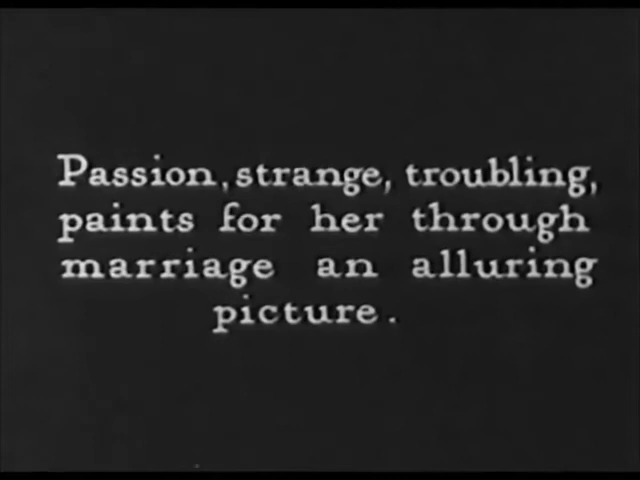 Passion, strange, troubling,
paints for her through
marriage an alluring
picture.